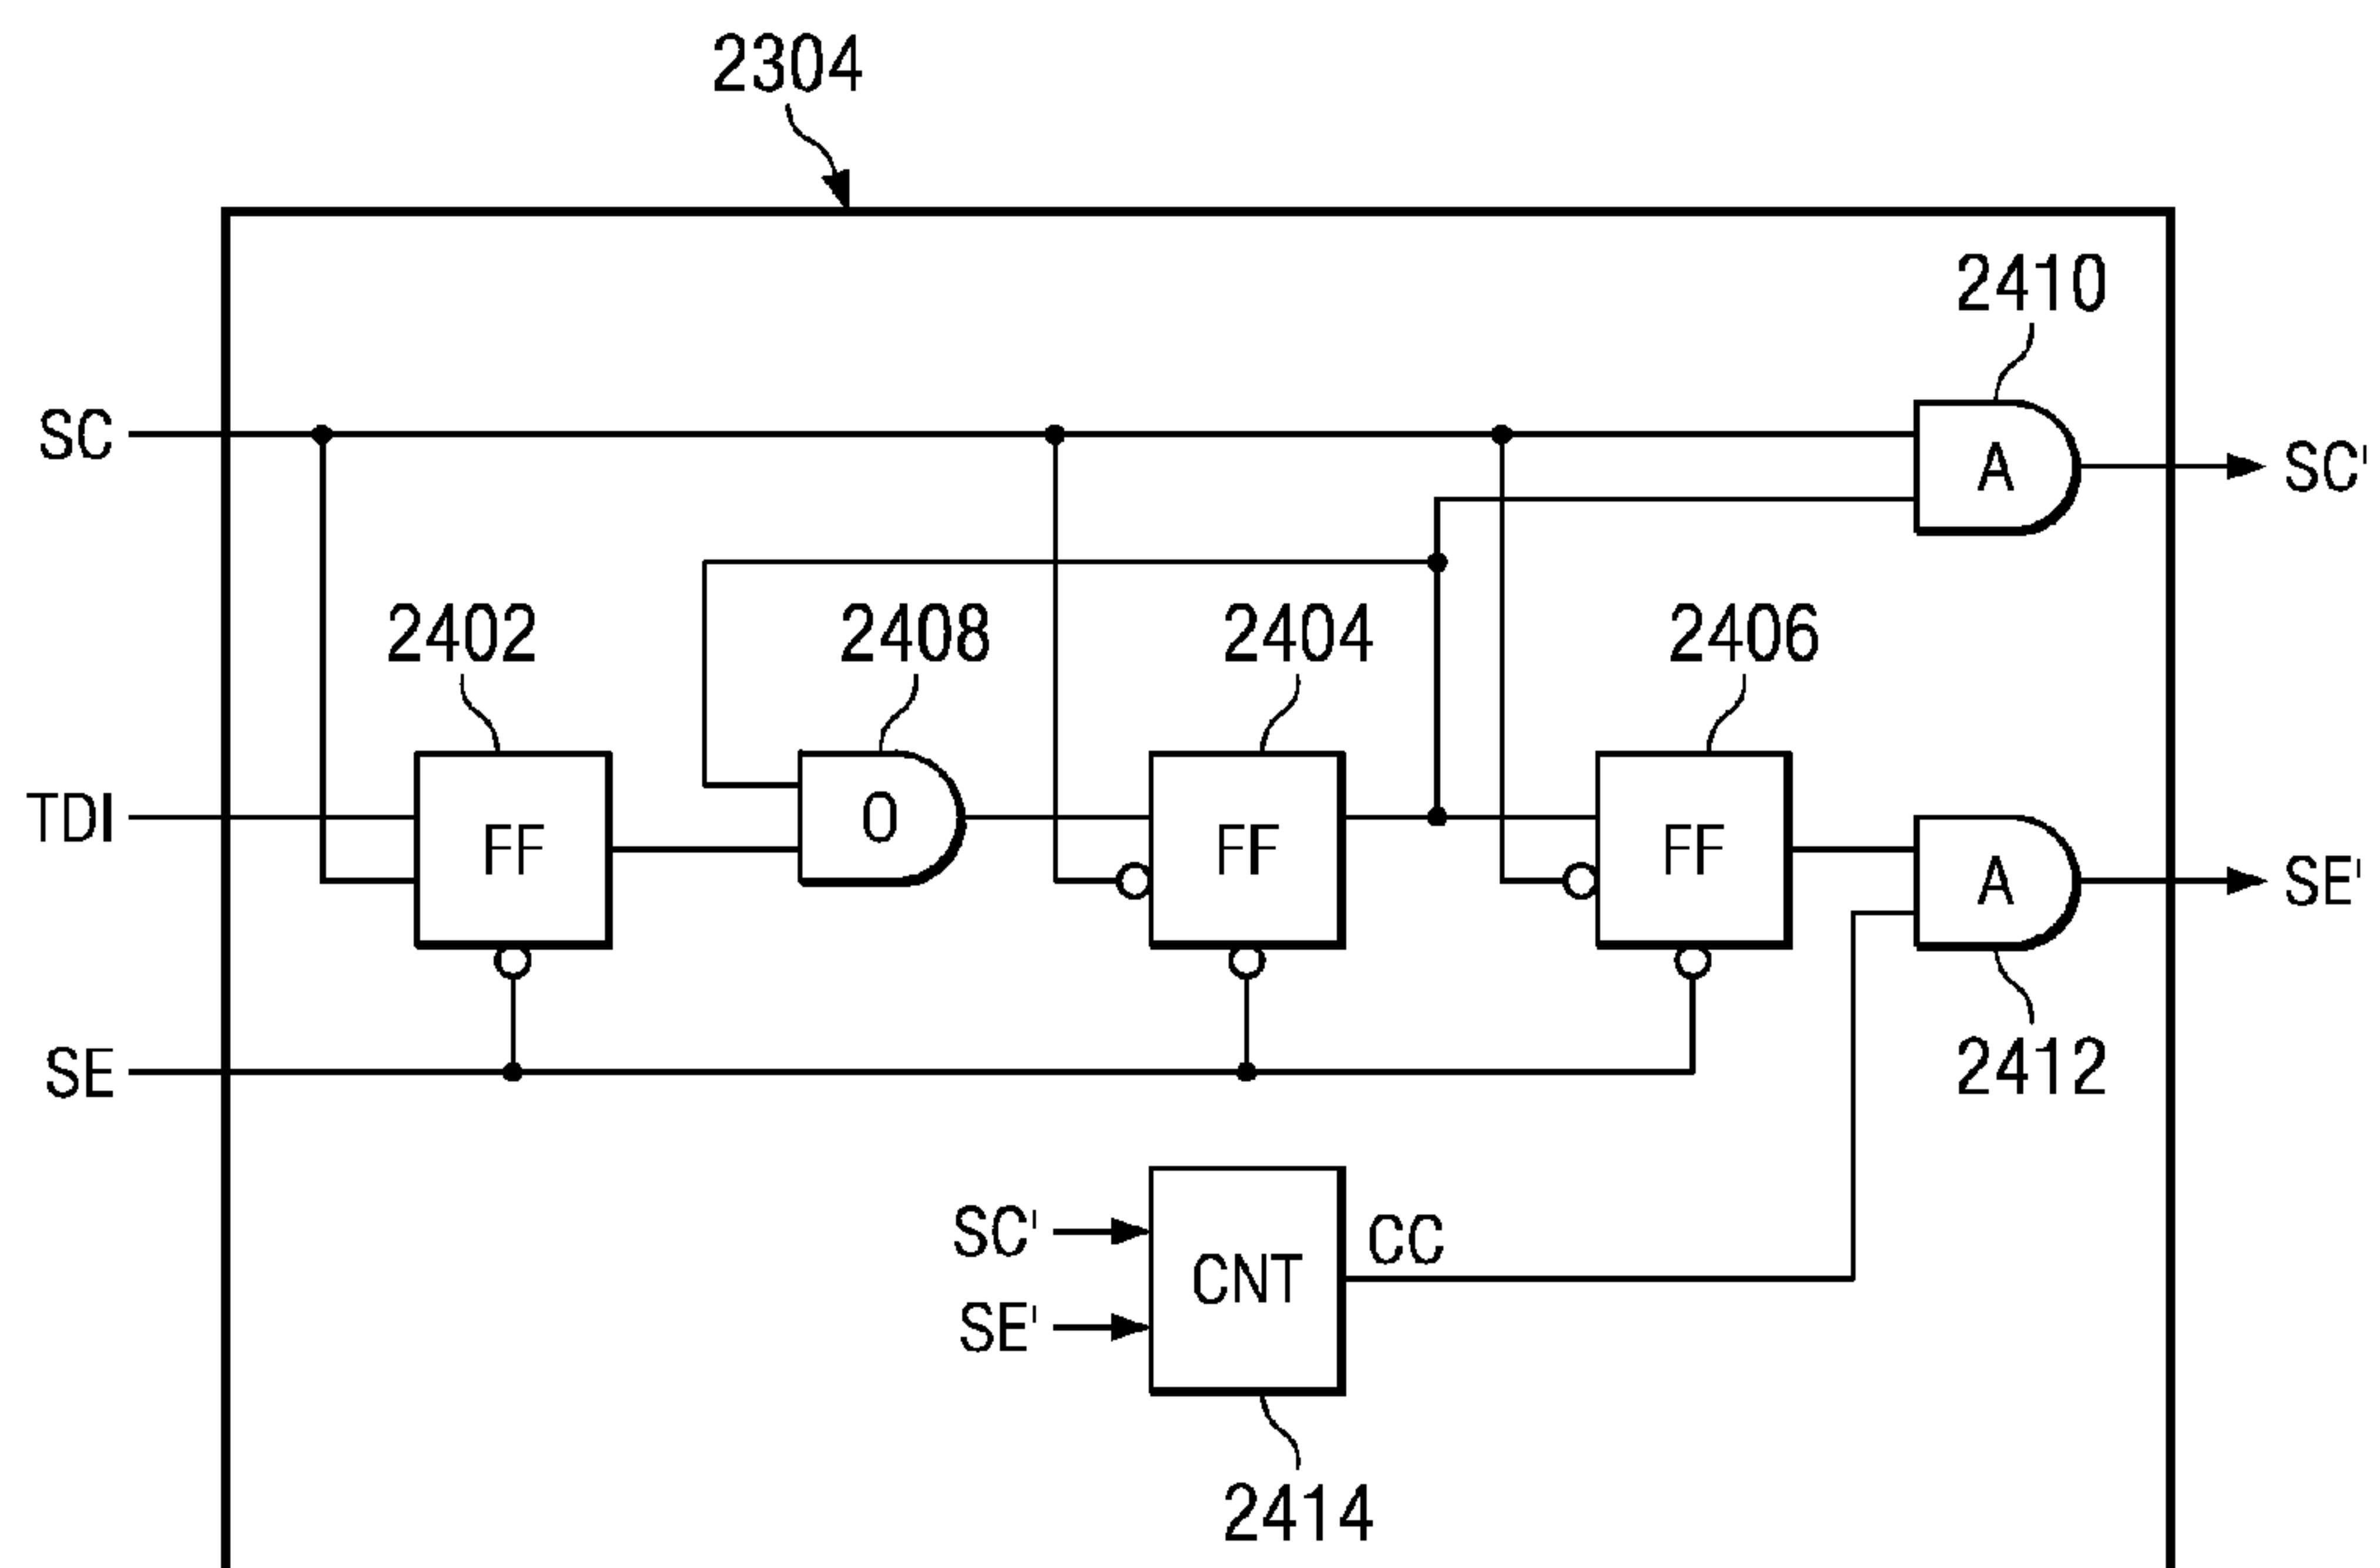 2304
2410
SC
A
SC'
2402
2408
2404
2406
TDI
FF
O
FF
FF
A
SE'
SE
2412
SC'
CC
CNT
SE'
2414